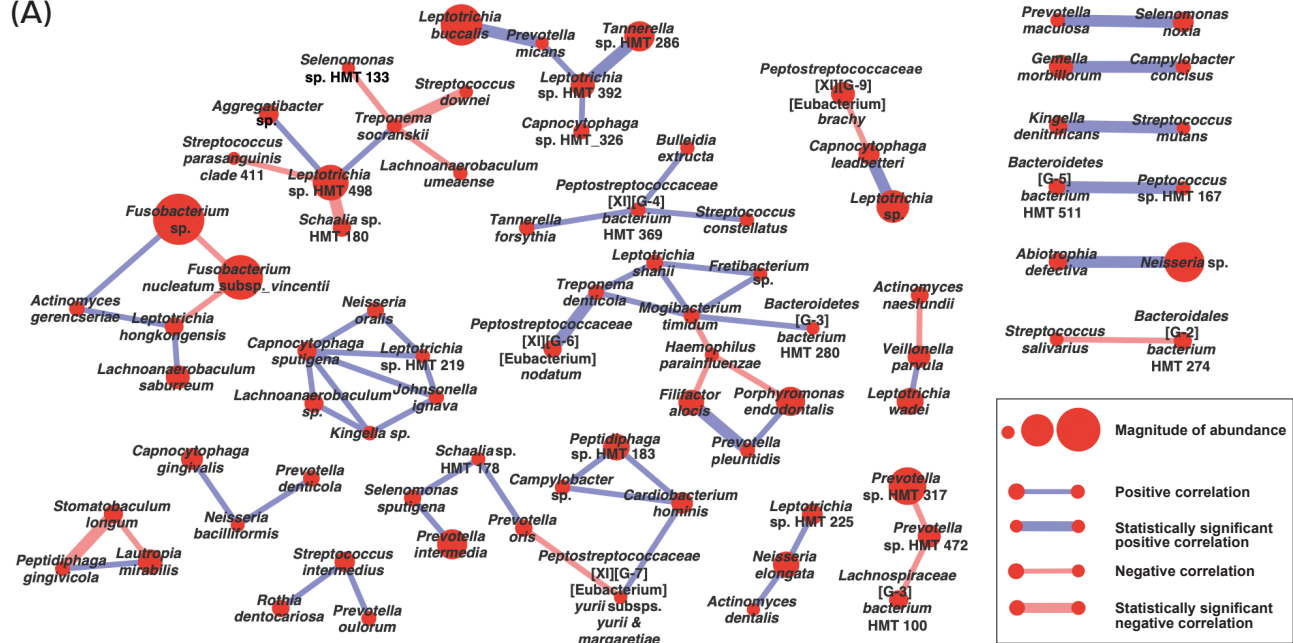 (A)
Leptotrichia
buccalis
Prevotella
micans
Tannerella
sp. HMT 286
Leptotrichia
sp. HMT 392
Capnocytophaga
sp. HMT_326
Selenomonas
sp. HMT 133
Streptococcus
downei
Aggregatibacter
sp.
Treponema
socranskii
Streptococcus
parasanguinis
clade 411
Leptotrichia
sp. HMT 498
Lachnoanaerobaculum
umeaense
Schaalia sp.
HMT 180
Peptostreptococcaceae
[XI][G-9]
[Eubacterium]
brachy
Capnocytophaga
leadbetteri
Leptotrichia
sp.
Bulleidia
extructa
Peptostreptococcaceae
[XI][G-4]
bacterium
HMT 369
Tannerella
forsythia
Streptococcus
constellatus
Fusobacterium
sp.
Fusobacterium
nucleatum_subsp._vincentii
Actinomyces
gerencseriae
Leptotrichia
hongkongensis
Lachnoanaerobaculum
saburreum
Neisseria
oralis
Capnocytophaga
sputigena
Leptotrichia
sp. HMT 219
Lachnoanaerobaculum
sp.
Johnsonella
ignava
Kingella sp.
Leptotrichia
shahii
Fretibacterium
sp.
Treponema
denticola
Mogibacterium
timidum
Bacteroidetes
[G-3]
bacterium
HMT 280
Peptostreptococcaceae
[XI][G-6]
[Eubacterium]
nodatum
Haemophilus
parainfluenzae
Filifactor
alocis
Porphyromonas
endodontalis
Prevotella
pleuritidis
Actinomyces
naeslundii
Veillonella
parvula
Leptotrichia
wadei
Capnocytophaga
gingivalis
Prevotella
denticola
Neisseria
bacilliformis
Stomatobaculum
longum
Peptidiphaga
gingivicola
Lautropia
mirabilis
Streptococcus
intermedius
Rothia
dentocariosa
Prevotella
oulorum
Schaalia sp.
HMT 178
Selenomonas
sputigena
Prevotella
intermedia
Prevotella
oris
Peptidiphaga
sp. HMT 183
Campylobacter
sp.
Cardiobacterium
hominis
Peptostreptococcaceae
[XI][G-7]
[Eubacterium]
yurii subsps.
yurii &
margaretiae
Leptotrichia
sp. HMT 225
Neisseria
elongata
Actinomyces
dentalis
Prevotella
sp. HMT 317
Prevotella
sp. HMT 472
Lachnospiraceae
[G-3]
bacterium
HMT 100
Prevotella
maculosa
Selenomonas
noxia
Gemella
morbillorum
Campylobacter
concisus
Kingella
denitrificans
Streptococcus
mutans
Bacteroidetes
[G-5]
bacterium
HMT 511
Peptococcus
sp. HMT 167
Abiotrophia
defectiva
Neisseria sp.
Streptococcus
salivarius
Bacteroidales
[G-2]
bacterium
HMT 274
Magnitude of abundance
Positive correlation
Statistically significant
positive correlation
Negative correlation
Statistically significant
negative correlation